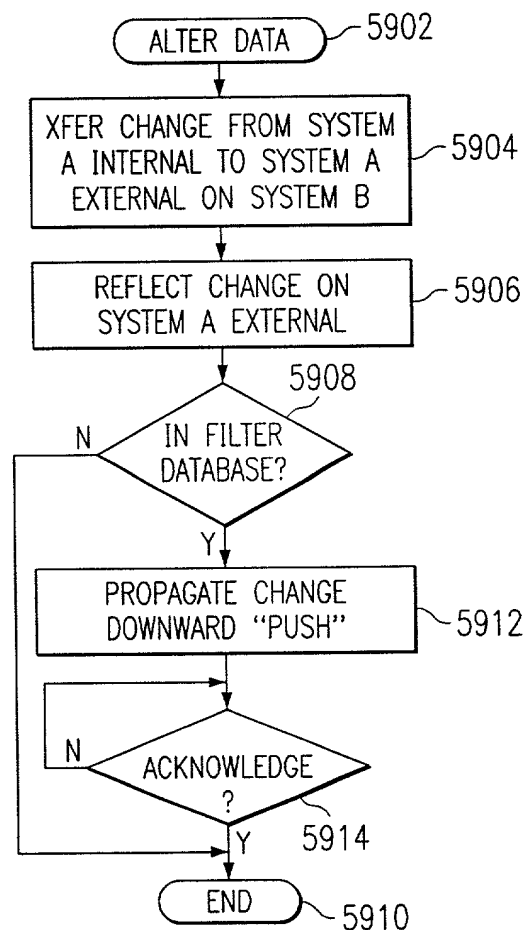 ALTER DATA
5902
XFER CHANGE FROM SYSTEM
A INTERNAL TO SYSTEM A
EXTERNAL ON SYSTEM B
5904
REFLECT CHANGE ON
SYSTEM A EXTERNAL
5906
5908
N
IN FILTER
DATABASE?
Y
PROPAGATE CHANGE
DOWNWARD "PUSH"
5912
N
ACKNOWLEDGE
?
5914
Y
END
5910